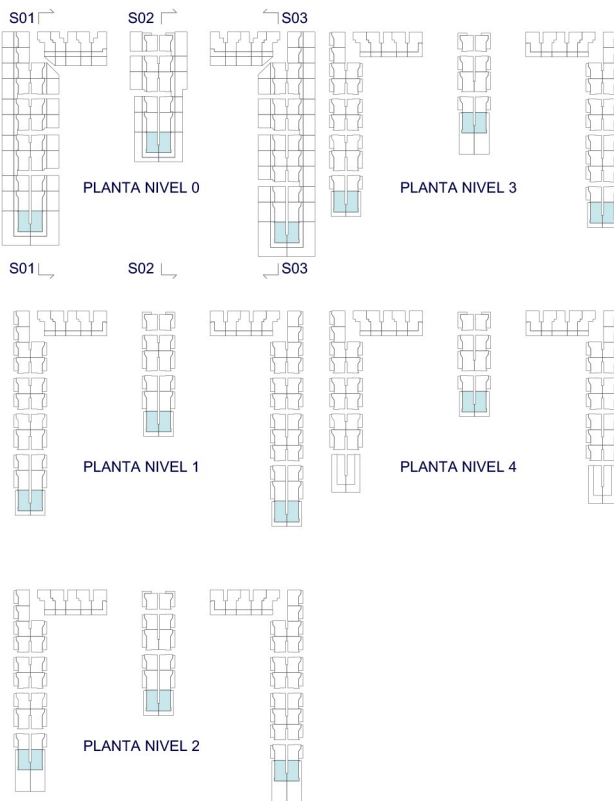 S01 S02 S03
PLANTA NIVEL 0
PLANTA NIVEL 3
S01 S02 S03
PLANTA NIVEL 1
PLANTA NIVEL 4
PLANTA NIVEL 2